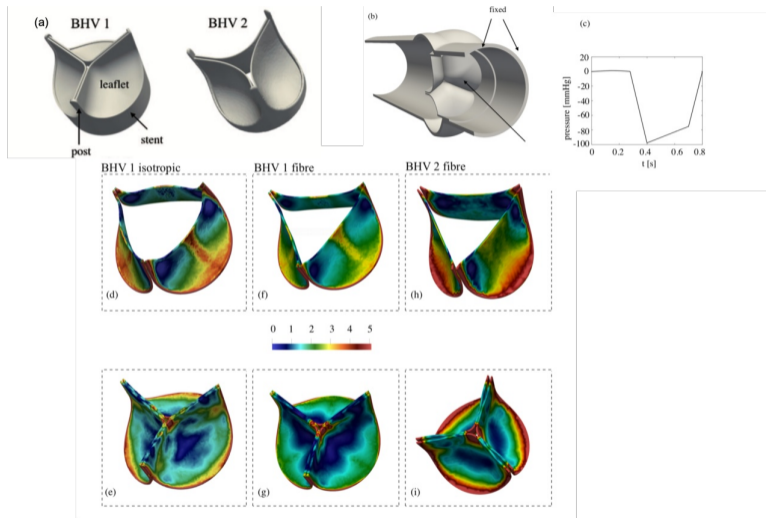 (a)
BHV 1
BHV 2
leaflet
post
stent
(b)
fixed
(c)
20
0
-20
-40
-60
-80
-100
pressure [mmHg]
0
0.2
0.4
0.6
0.8
t [s]
BHV 1 isotropic
BHV 1 fibre
BHV 2 fibre
(d)
(f)
(h)
0 1 2 3 4 5
(e)
(g)
(i)